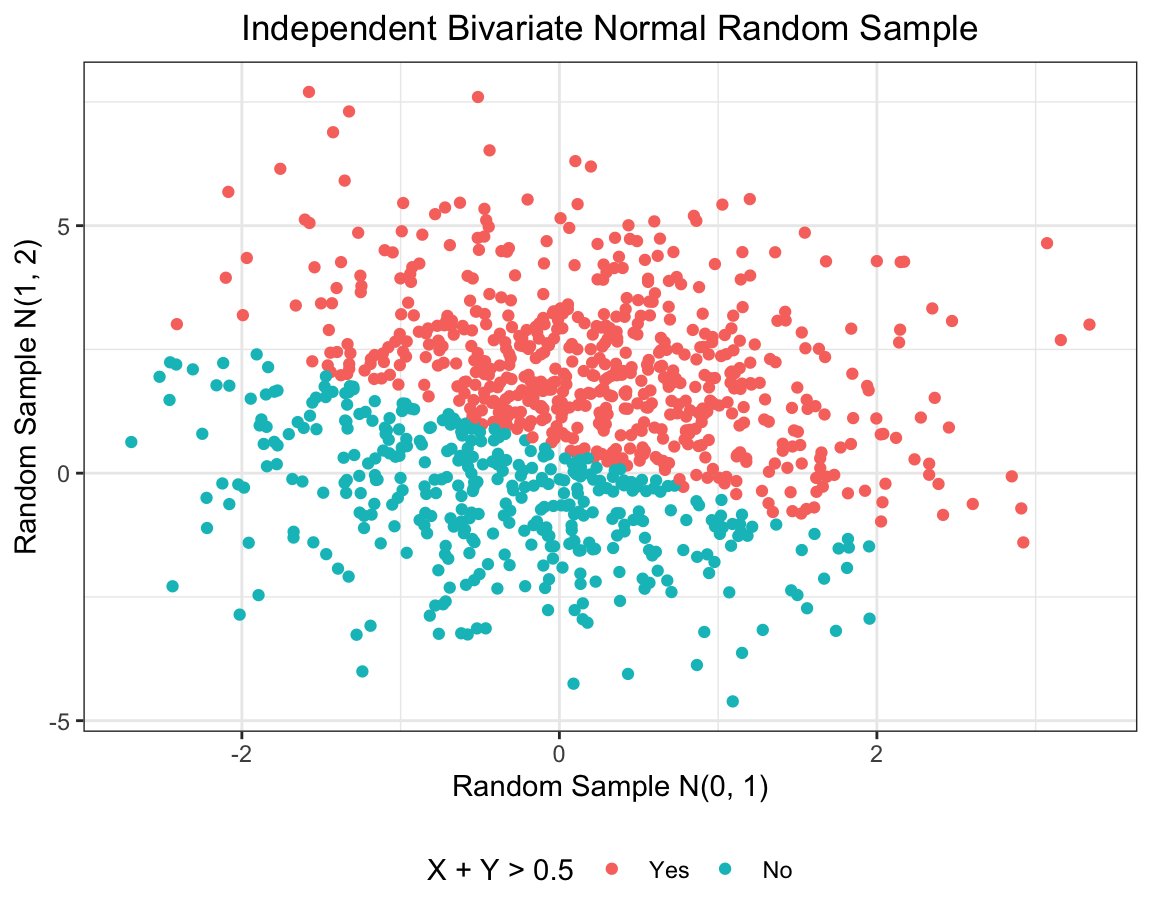 Independent Bivariate Normal Random Sample
Random Sample N(1, 2)
5
0
-5
-2
0
2
Random Sample N(0, 1)
X + Y > 0.5 Yes No